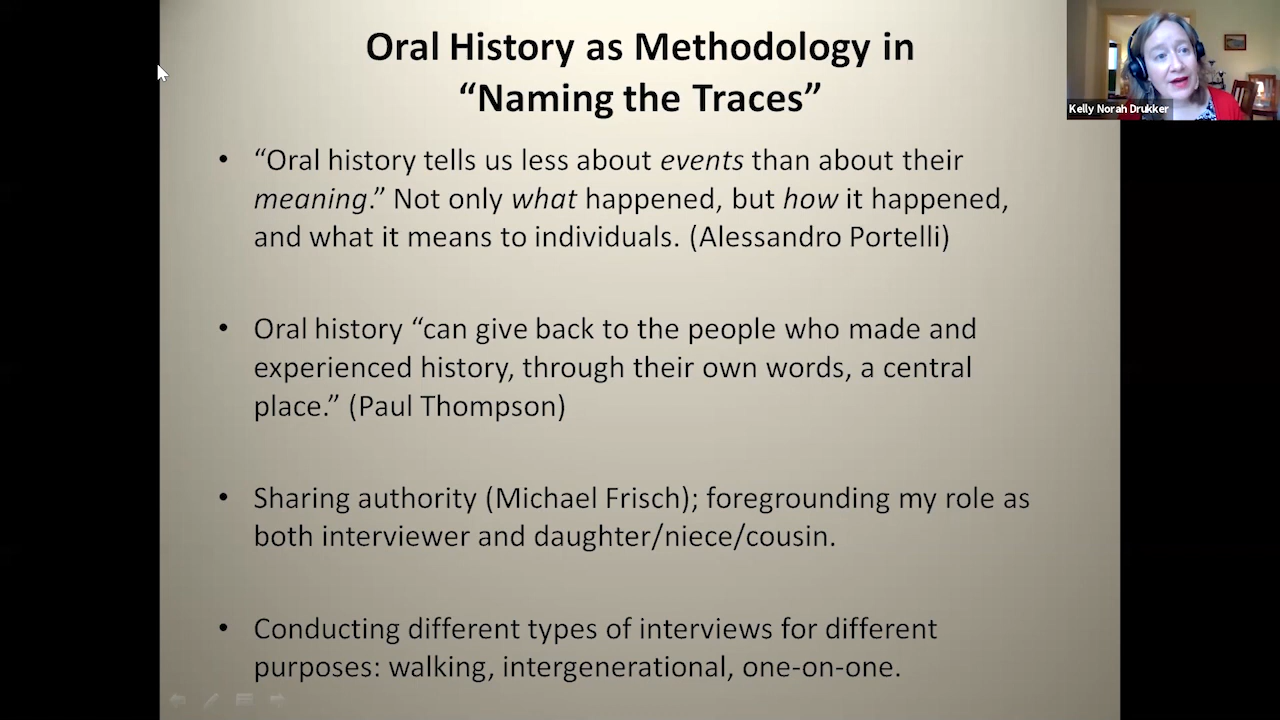 Oral History as Methodology in
“Naming the Traces”
Kelly Norah Drukker
• “Oral history tells us less about events than about their
meaning.” Not only what happened, but how it happened,
and what it means to individuals. (Alessandro Portelli)
• Oral history “can give back to the people who made and
experienced history, through their own words, a central
place.” (Paul Thompson)
• Sharing authority (Michael Frisch); foregrounding my role as
both interviewer and daughter/niece/cousin.
• Conducting different types of interviews for different
purposes: walking, intergenerational, one-on-one.